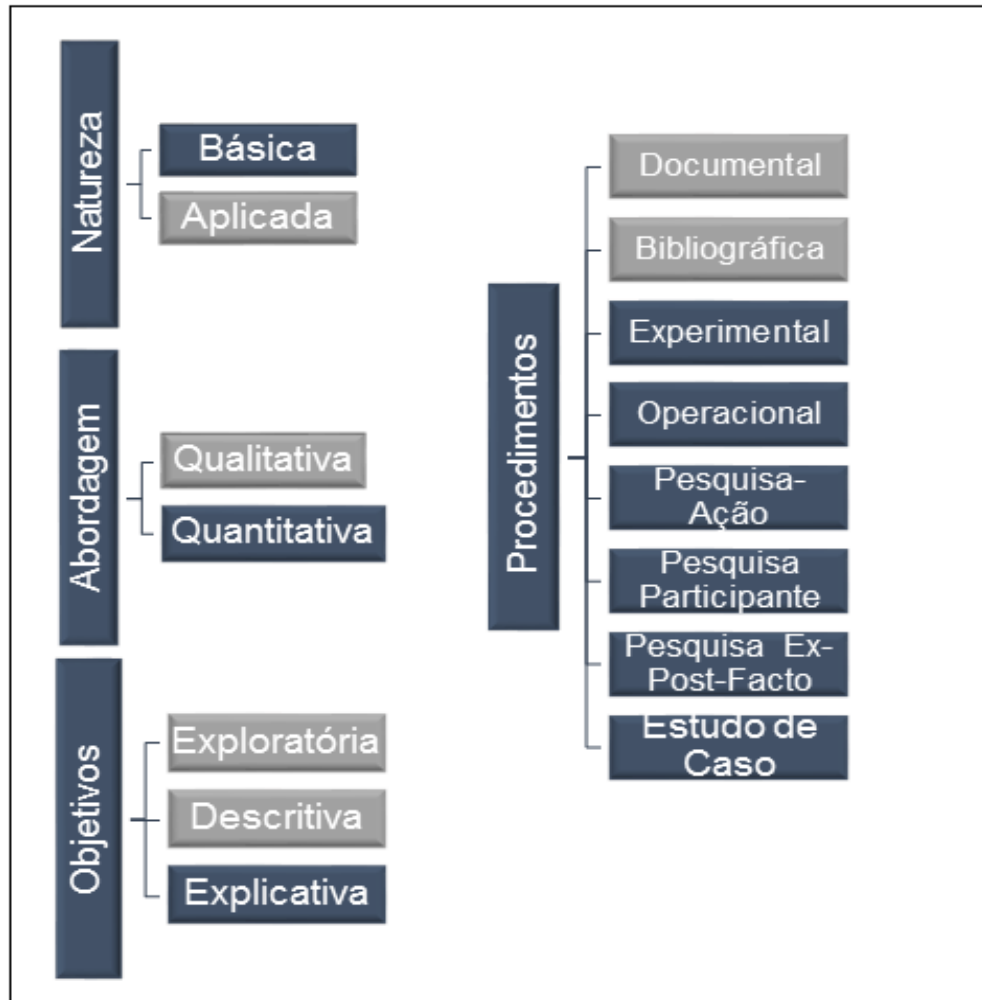 Natureza
Básica
Aplicada
Abordagem
Qualitativa
Quantitativa
Objetivos
Exploratória
Descritiva
Explicativa
Procedimentos
Documental
Bibliográfica
Experimental
Operacional
Pesquisa-
Ação
Pesquisa
Participante
Pesquisa Ex-
Post-Facto
Estudo de
Caso